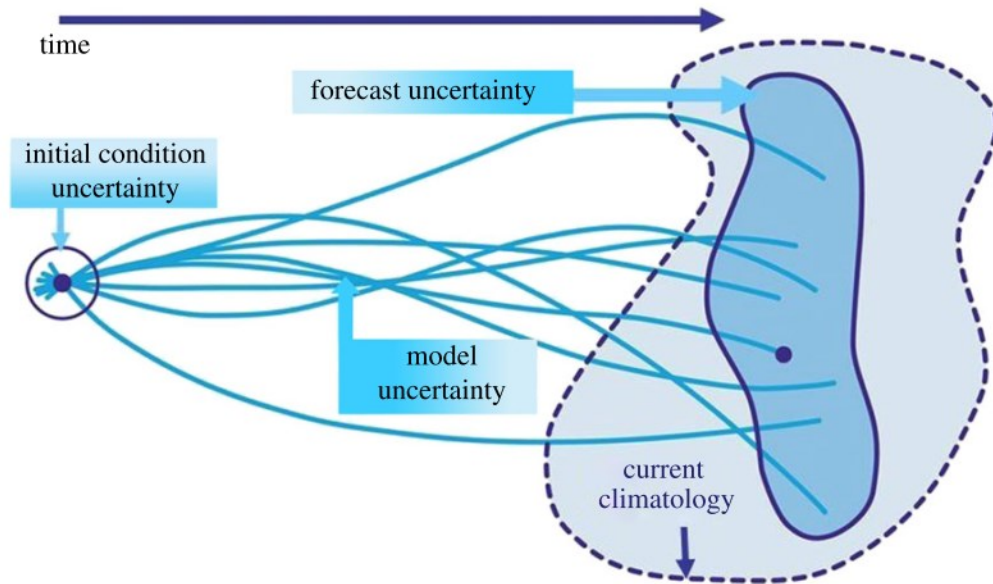 time
forecast uncertainty
initial condition
uncertainty
model
uncertainty
current
climatology